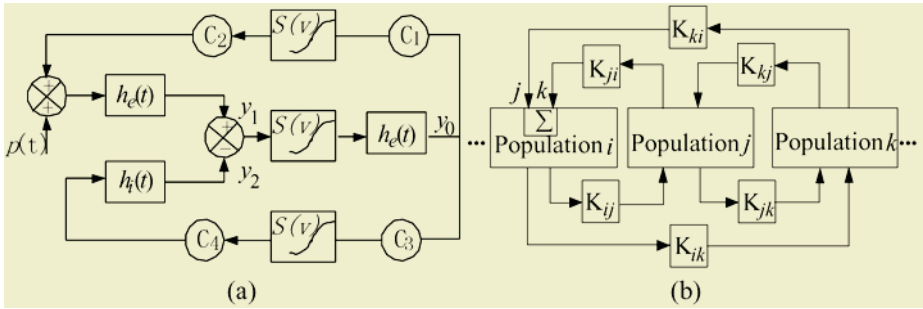 C2
S(v)
C1
+
+
p(t)
he(t)
y1
+
-
y2
S(v)
he(t)
y0
hi(t)
C4
S(v)
C3
(a)
Kki
Kji
Kkj
j
k
Σ
...
Population i
Population j
Population k
...
Kij
Kjk
Kik
(b)